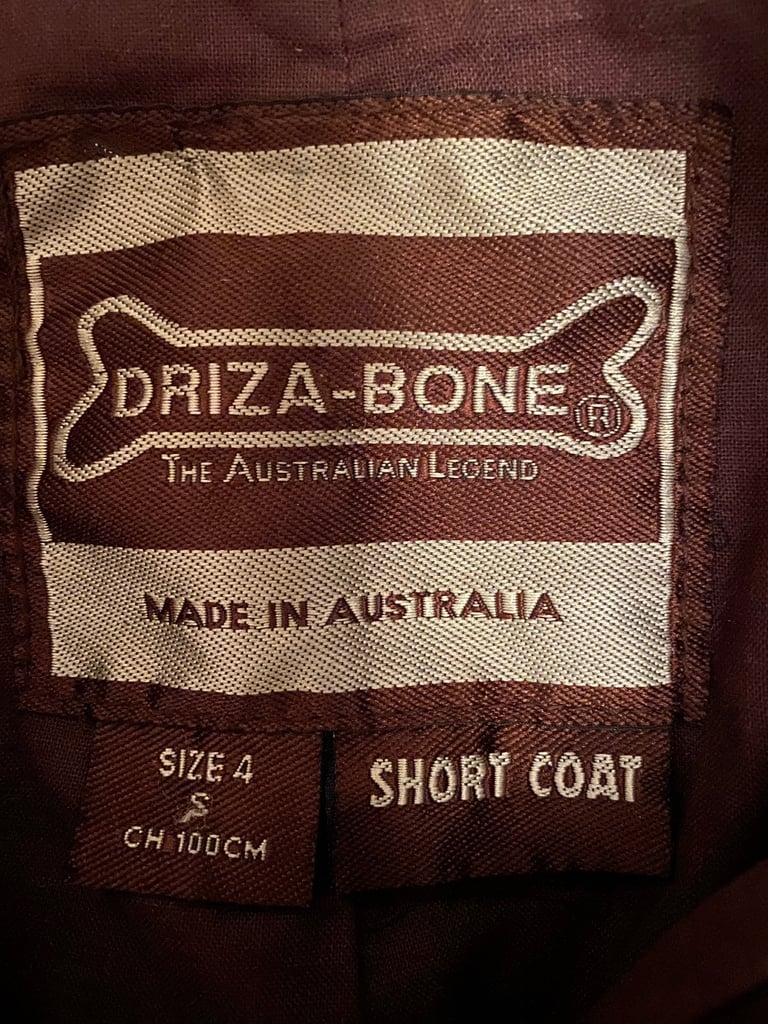 DRIZA-BONE®
THE AUSTRALIAN LEGEND
MADE IN AUSTRALIA
SIZE 4
S
CH 100CM
SHORT COAT